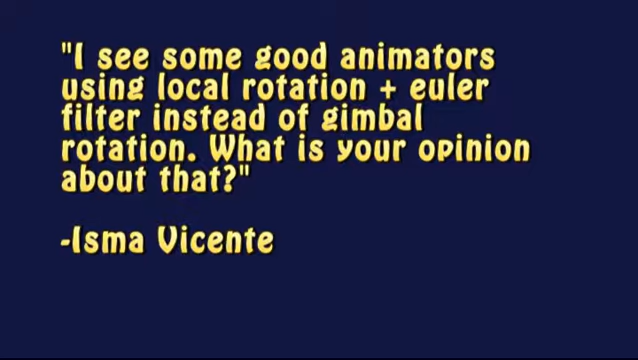 "I see some good animators
using local rotation + euler
filter instead of gimbal
rotation. What is your opinion
about that?"
-Isma Vicente